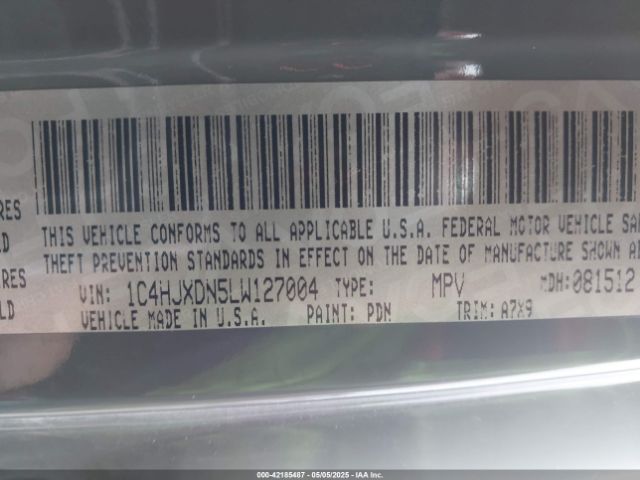 RES
LD
IRES
LD
THIS VEHICLE CONFORMS TO ALL APPLICABLE U.S.A. FEDERAL MOTOR VEHICLE SA
THEFT PREVENTION STANDARDS IN EFFECT ON THE DATE OF MANUFACTURE SHOWN A
VIN: 1C4HJXDN5LW127004 TYPE: MPV MDH:081512
VEHICLE MADE IN U.S.A. PAINT: PDN TRIM: A7X9
000-42185487 - 05/05/2025 - IAA Inc.